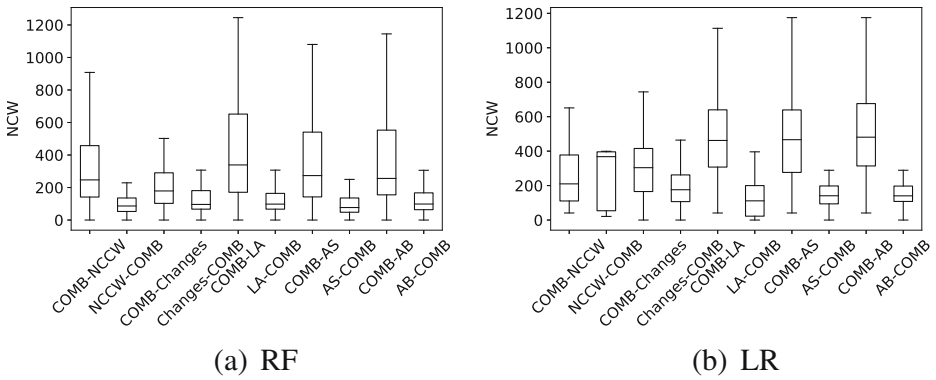 1200
1000
800
600
400
200
0
NCW
COMB-NCCW
NCCW-COMB
COMB-Changes
Changes-COMB
COMB-LA
LA-COMB
COMB-AS
AS-COMB
COMB-AB
AB-COMB
(a) RF
1200
1000
800
600
400
200
0
NCW
COMB-NCCW
NCCW-COMB
COMB-Changes
Changes-COMB
COMB-LA
LA-COMB
COMB-AS
AS-COMB
COMB-AB
AB-COMB
(b) LR